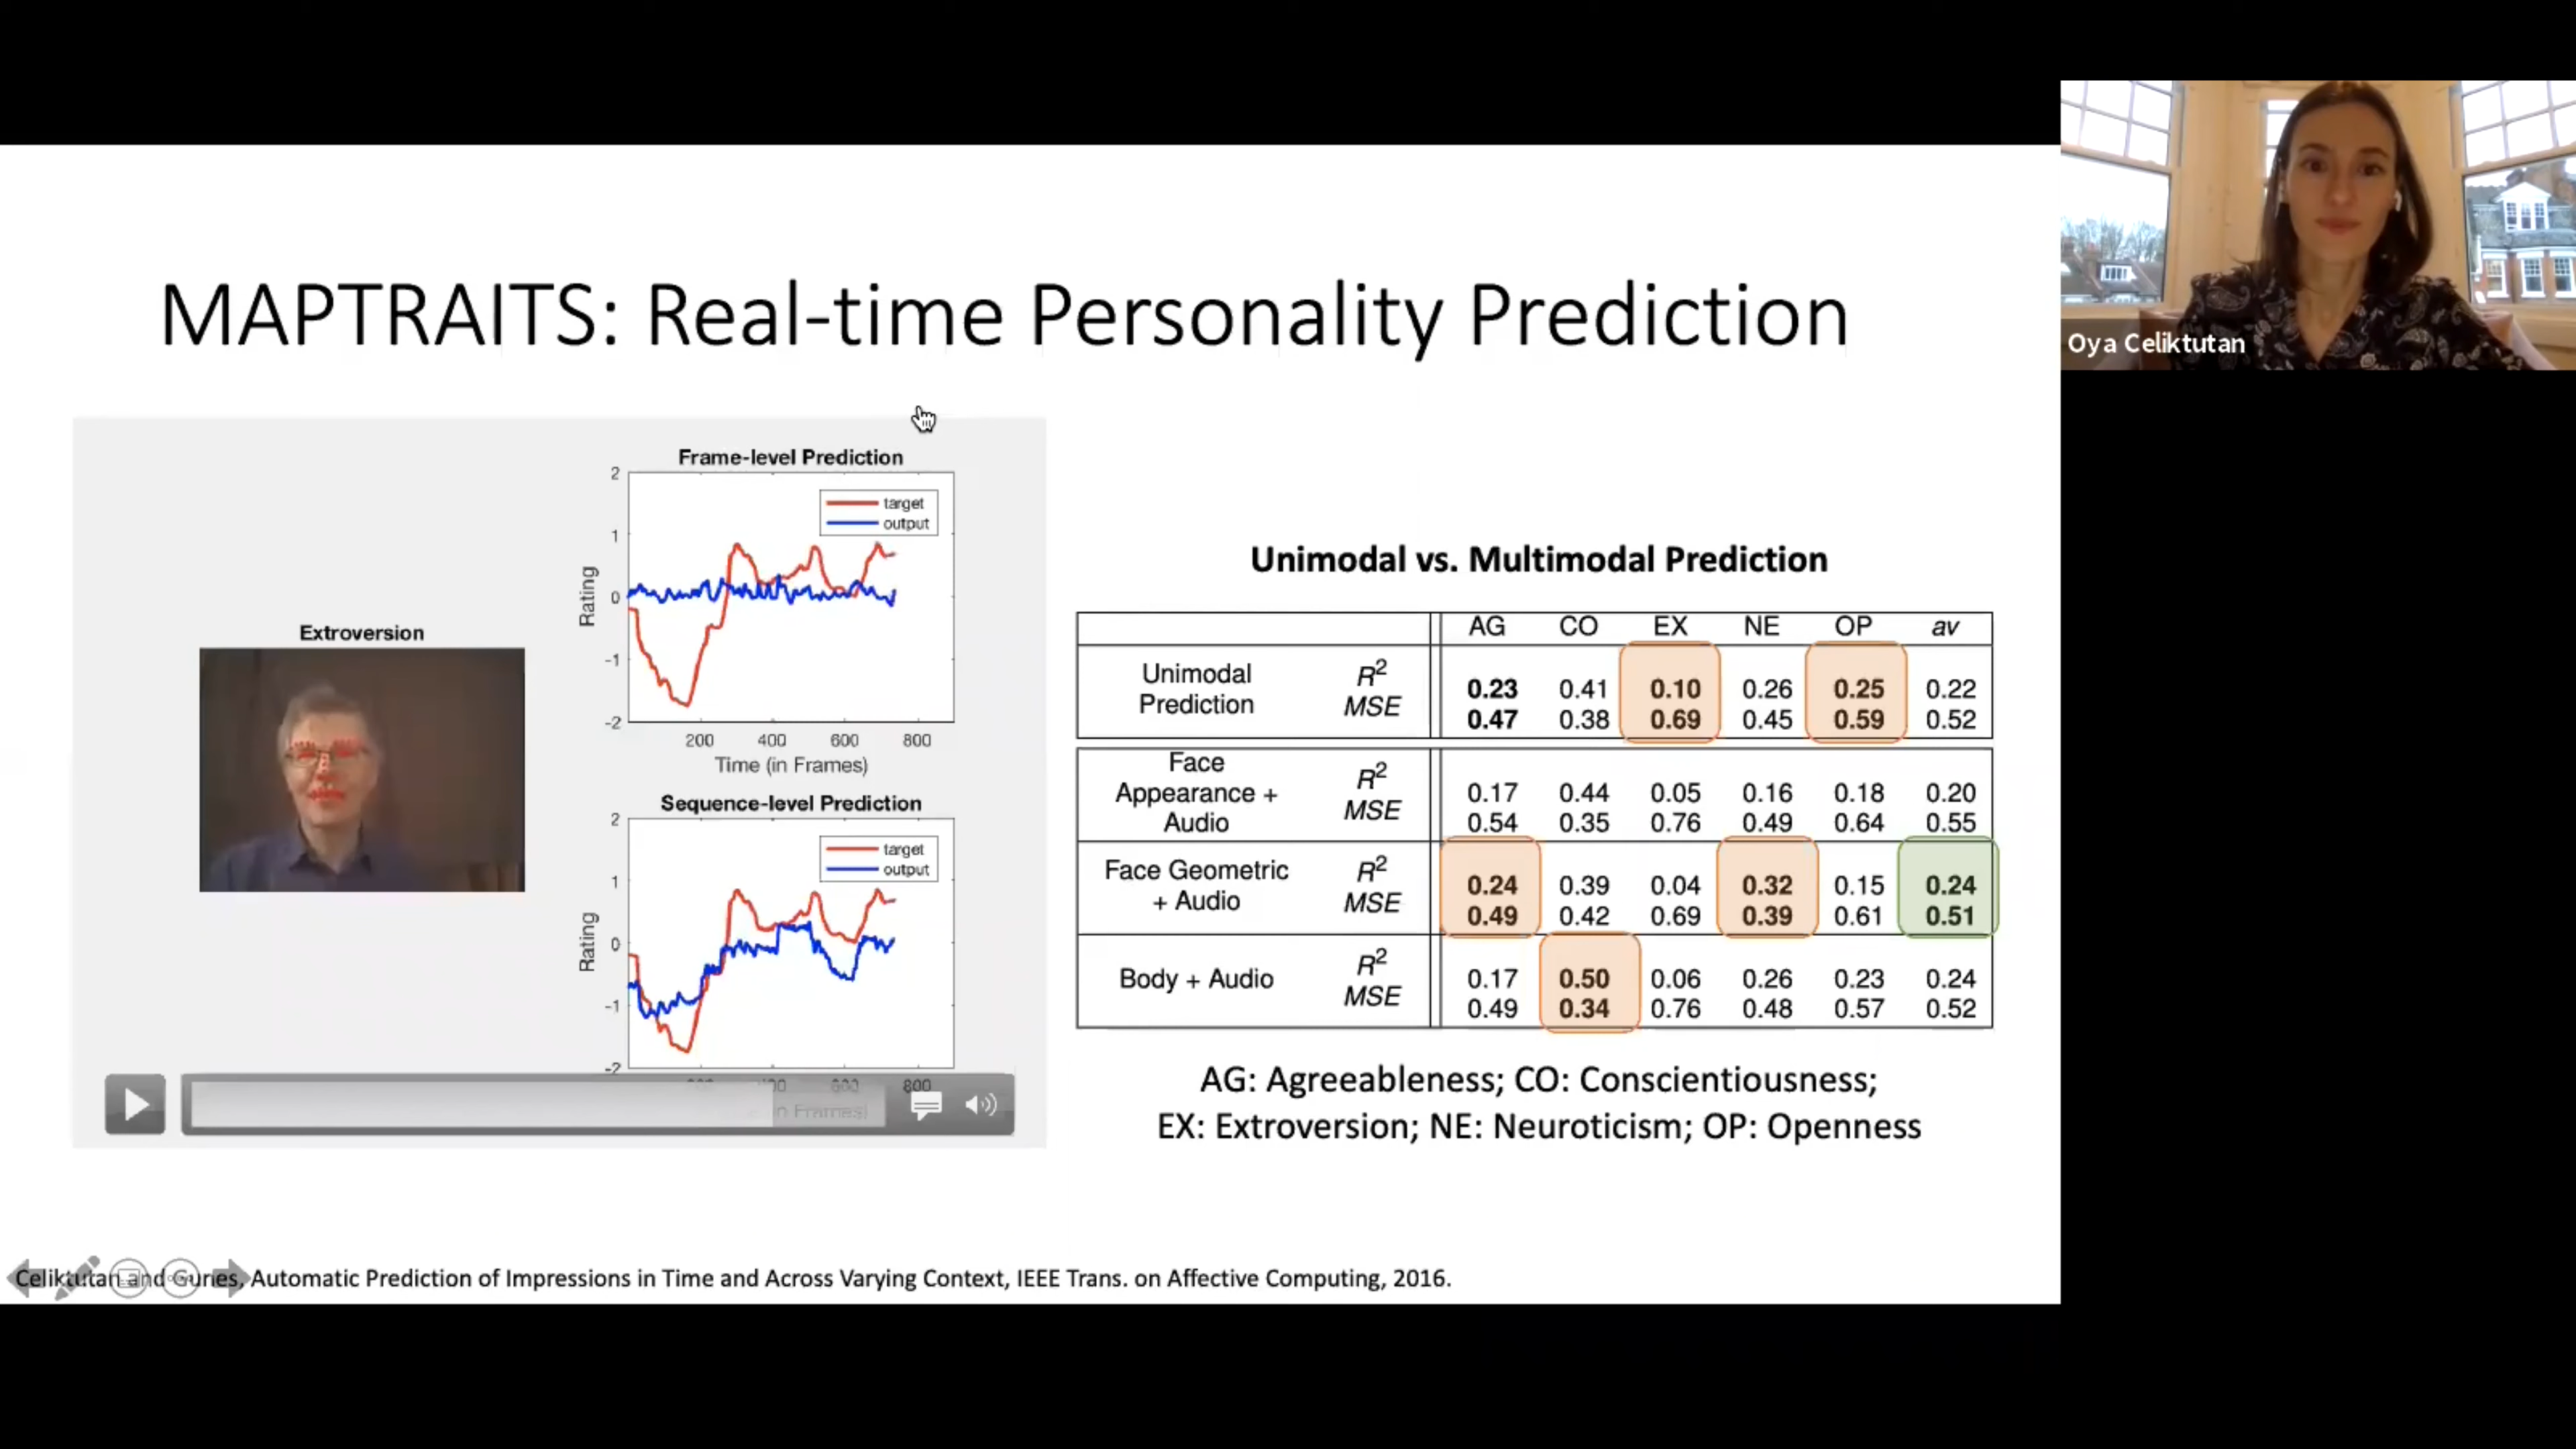 MAPTRAITS: Real-time Personality Prediction
Oya Celiktutan
Extroversion
Frame-level Prediction
2
1
0
-1
-2
Rating
target
output
200 400 600 800
Time (in Frames)
Sequence-level Prediction
2
1
0
-1
-2
Rating
target
output
800
in Frames)
Unimodal vs. Multimodal Prediction
AG CO EX NE OP av
Unimodal Prediction R² MSE
0.23 0.41 0.10 0.26 0.25 0.22
0.47 0.38 0.69 0.45 0.59 0.52
Face Appearance + Audio R² MSE
0.17 0.44 0.05 0.16 0.18 0.20
0.54 0.35 0.76 0.49 0.64 0.55
Face Geometric + Audio R² MSE
0.24 0.39 0.04 0.32 0.15 0.24
0.49 0.42 0.69 0.39 0.61 0.51
Body + Audio R² MSE
0.17 0.50 0.06 0.26 0.23 0.24
0.49 0.34 0.76 0.48 0.57 0.52
AG: Agreeableness; CO: Conscientiousness;
EX: Extroversion; NE: Neuroticism; OP: Openness
Celiktutan and Gunes, Automatic Prediction of Impressions in Time and Across Varying Context, IEEE Trans. on Affective Computing, 2016.